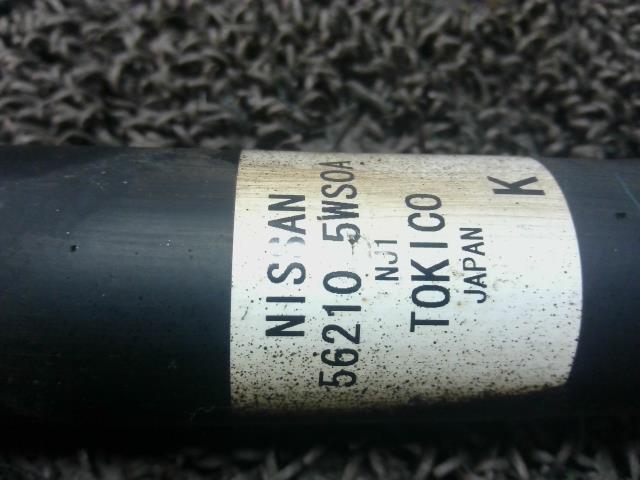 NISSAN
56210 5WS0A
NJ1
TOKICO
JAPAN
K